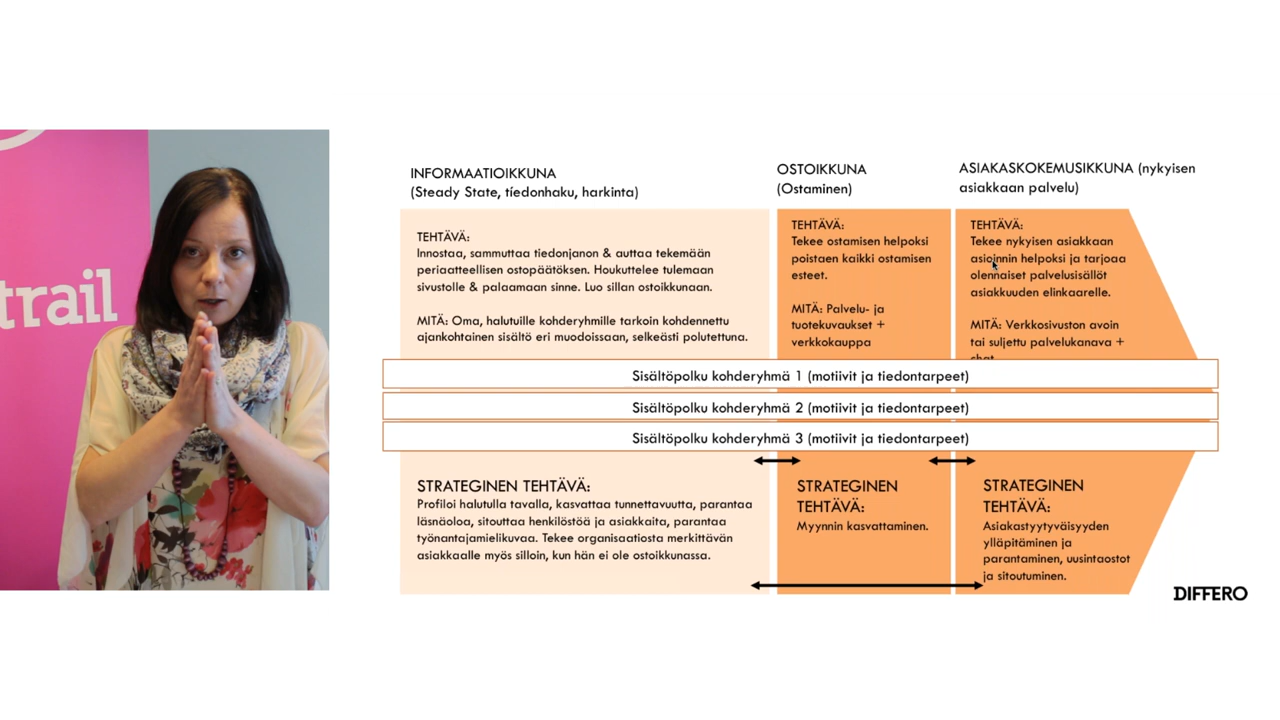 trail
INFORMAATIOIKKUNA
(Steady State, tiedonhaku, harkinta)
TEHTÄVÄ:
Innostaa, sammuttaa tiedonjanon & auttaa tekemään
periaatteellisen ostopäätöksen. Houkuttelee tulemaan
sivustolle & palaamaan sinne. Luo sillan ostoikkunaan.
MITÄ: Oma, halutuille kohderyhmille tarkoin kohdennettu
ajankohtainen sisältö eri muodoissaan, selkeästi polutettuna.
OSTOIKKUNA
(Ostaminen)
TEHTÄVÄ:
Tekee ostamisen helpoksi
poistaen kaikki ostamisen
esteet.
MITÄ: Palvelu- ja
tuotekuvaukset +
verkkokauppa
ASIAKASKOKEMUSIKKUNA (nykyisen
asiakkaan palvelu)
TEHTÄVÄ:
Tekee nykyisen asiakkaan
asioinnin helpoksi ja tarjoaa
olennaiset palvelusisällöt
asiakkuuden elinkaarelle.
MITÄ: Verkkosivuston avoin
tai suljettu palvelukanava +
chat
Sisältöpolku kohderyhmä 1 (motiivit ja tiedontarpeet)
Sisältöpolku kohderyhmä 2 (motiivit ja tiedontarpeet)
Sisältöpolku kohderyhmä 3 (motiivit ja tiedontarpeet)
STRATEGINEN TEHTÄVÄ:
Profiloi halutulla tavalla, kasvattaa tunnettavuutta, parantaa
läsnäoloa, sitouttaa henkilöstöä ja asiakkaita, parantaa
työnantajamielikuvaa. Tekee organisaatiosta merkittävän
asiakkaalle myös silloin, kun hän ei ole ostoikkunassa.
STRATEGINEN
TEHTÄVÄ:
Myynnin kasvattaminen.
STRATEGINEN
TEHTÄVÄ:
Asiakastyytyväisyyden
ylläpitäminen ja
parantaminen, uusintaostot
ja sitoutuminen.
DIFFERO